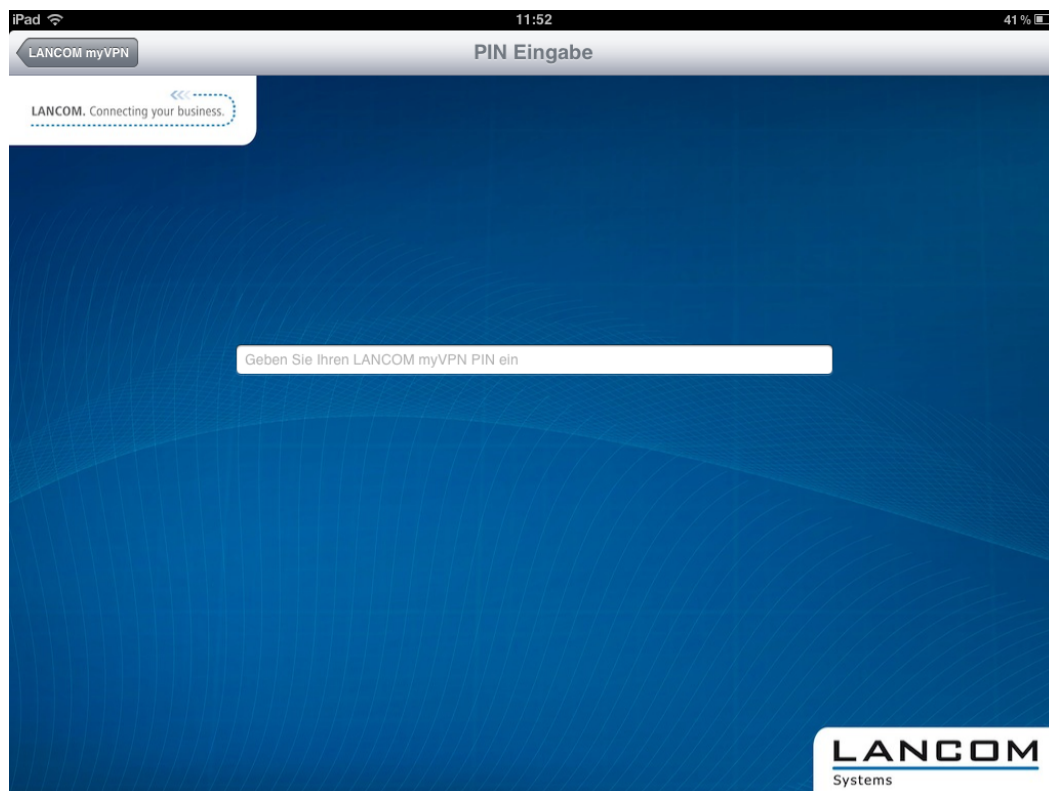 iPad
11:52
41 %
LANCOM myVPN
PIN Eingabe
LANCOM. Connecting your business.
Geben Sie Ihren LANCOM myVPN PIN ein
LANCOM
Systems